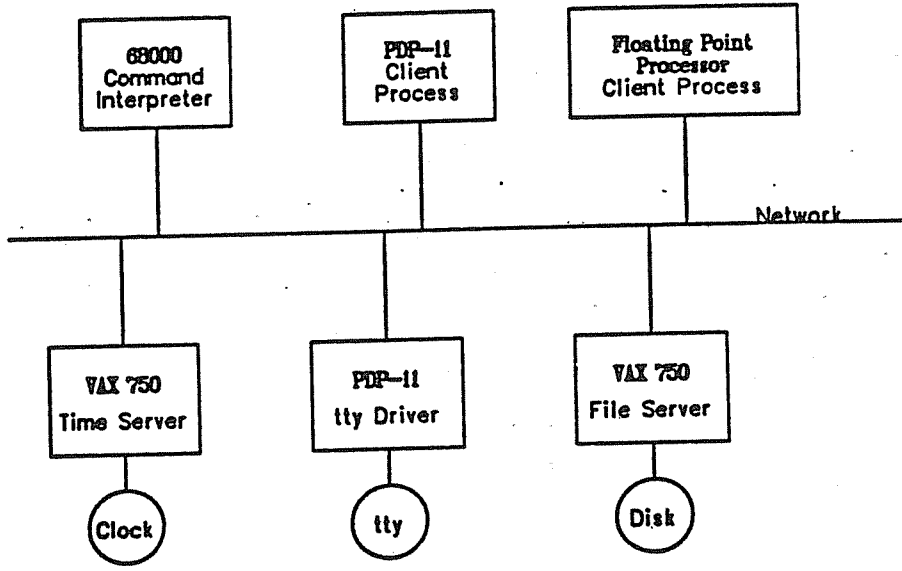 68000
Command
Interpreter
PDP-11
Client
Process
Floating Point
Processor
Client Process
Network
VAX 750
Time Server
PDP-11
tty Driver
VAX 750
File Server
Clock
tty
Disk